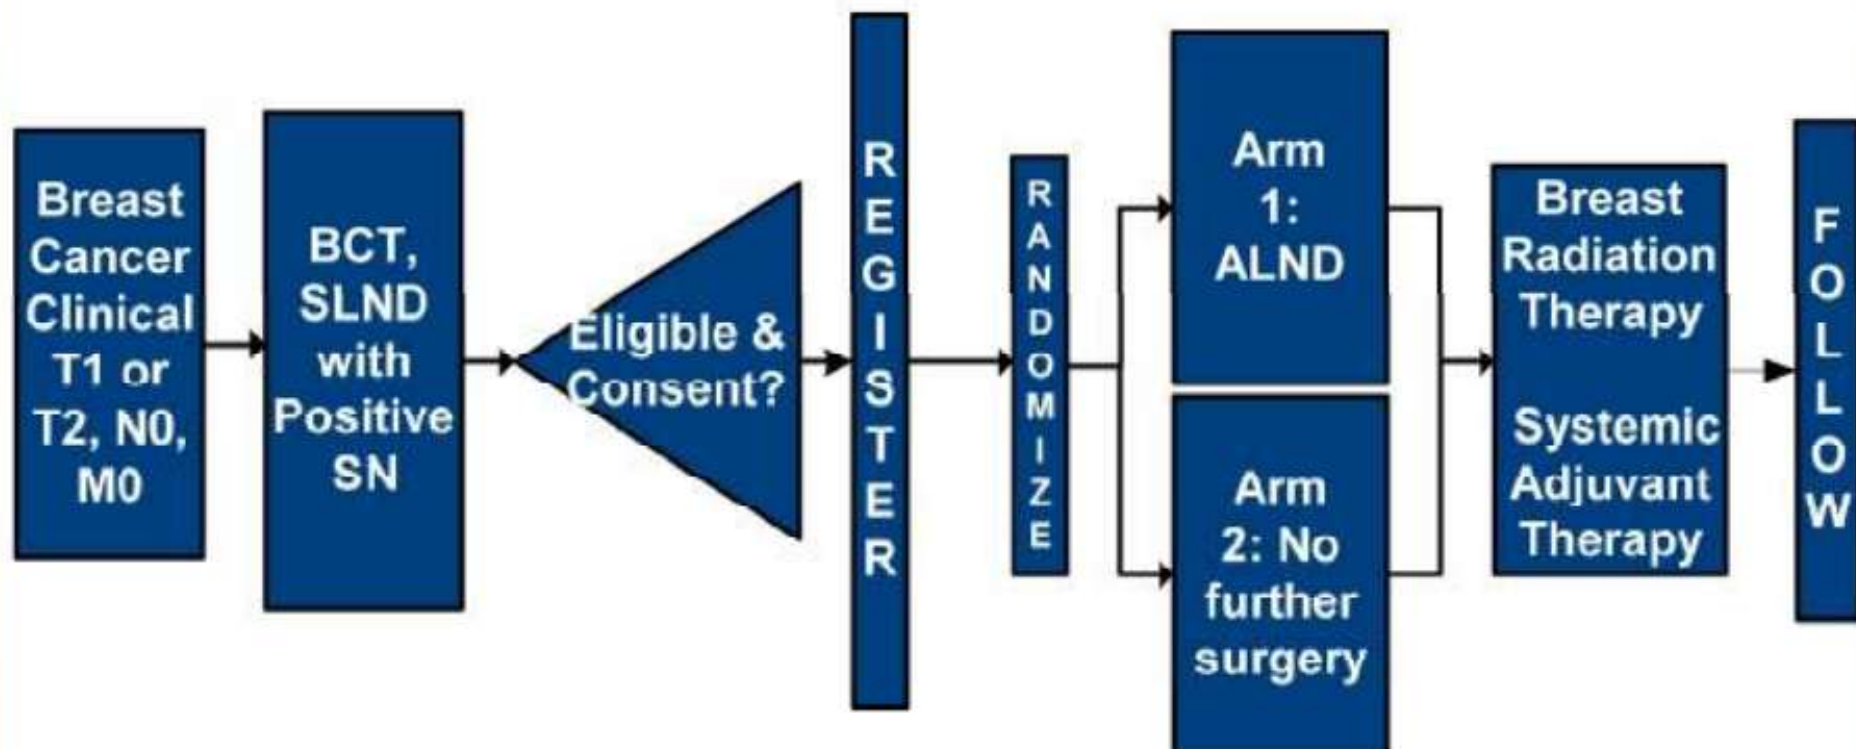 Breast
Cancer
Clinical
T1 or
T2, N0,
M0
BCT,
SLND
with
Positive
SN
Eligible &
Consent?
REGISTER
RANDOMIZE
Arm
1:
ALND
Arm
2: No
further
surgery
Breast
Radiation
Therapy
Systemic
Adjuvant
Therapy
FOLLOW